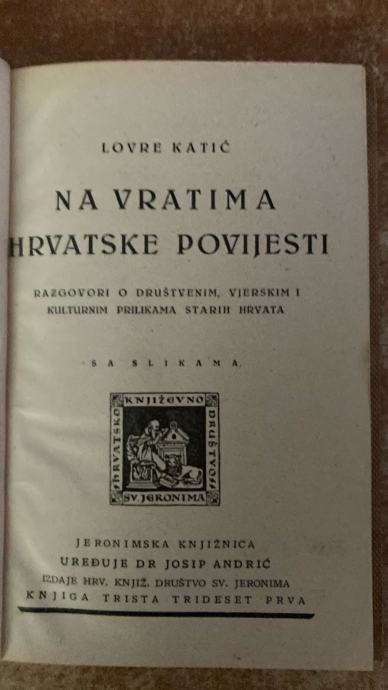 LOVRE KATIĆ
NA VRATIMA
HRVATSKE POVIJESTI
RAZGOVORI O DRUŠTVENIM, VJERSKIM I
KULTURNIM PRILIKAMA STARIH HRVATA
SA SLIKAMA
HRVATSKO
KNJIŽEVNO
DRUŠTVO
SV. JERONIMA
JERONIMSKA KNJIŽNICA
UREĐUJE DR JOSIP ANDRIĆ
IZDAJE HRV. KNJIŽ. DRUŠTVO SV. JERONIMA
KNJIGA TRISTA TRIDESET PRVA